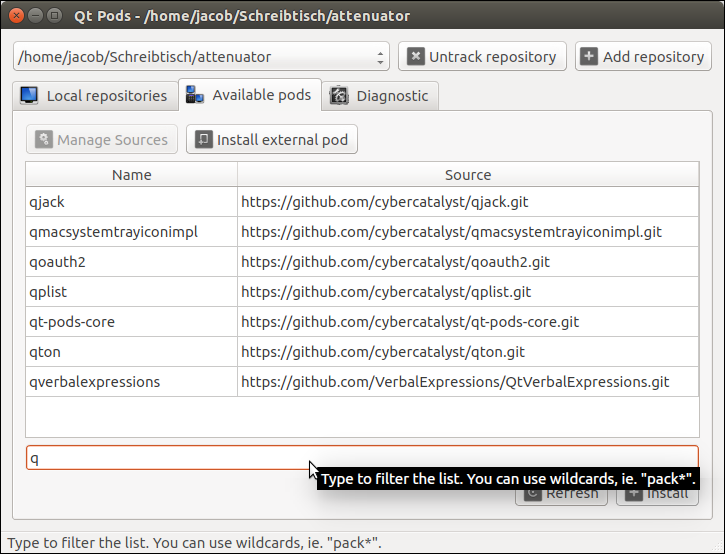 Qt Pods - /home/jacob/Schreibtisch/attenuator
/home/jacob/Schreibtisch/attenuator Untrack repository Add repository
Local repositories Available pods Diagnostic
Manage Sources Install external pod
Name Source
qjack https://github.com/cybercatalyst/qjack.git
qmacsystemtrayiconimpl https://github.com/cybercatalyst/qmacsystemtrayiconimpl.git
qoauth2 https://github.com/cybercatalyst/qoauth2.git
qplist https://github.com/cybercatalyst/qplist.git
qt-pods-core https://github.com/cybercatalyst/qt-pods-core.git
qton https://github.com/cybercatalyst/qton.git
qverbalexpressions https://github.com/VerbalExpressions/QtVerbalExpressions.git
q
Type to filter the list. You can use wildcards, ie. "pack*".
Refresh Install
Type to filter the list. You can use wildcards, ie. "pack*".